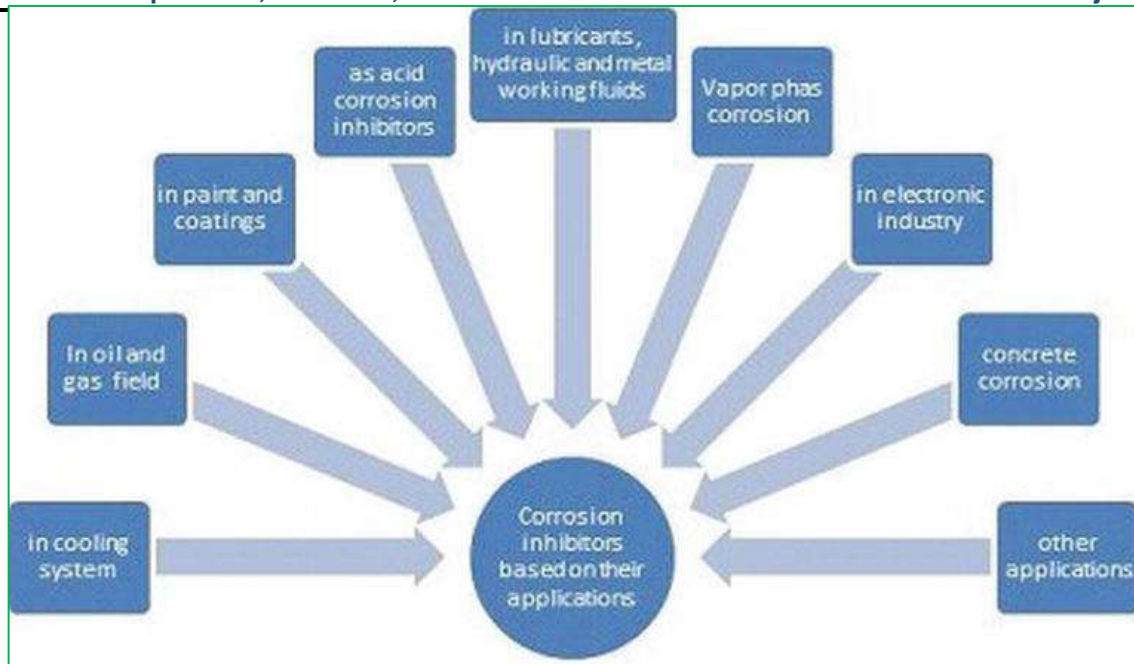 in lubricants,
hydraulic and metal
working fluids
as acid
corrosion
inhibitors
Vapor phas
corrosion
in paint and
coatings
in electronic
industry
In oil and
gas field
concrete
corrosion
in cooling
system
Corrosion
inhibitors
based on their
applications
other
applications